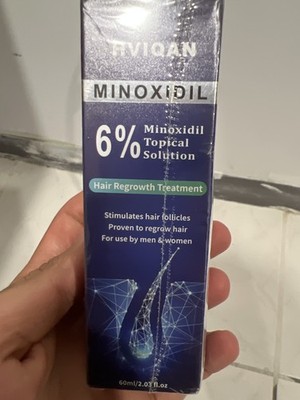 HVIQAN
MINOXiDiL
6% Minoxidil
Topical
Solution
Hair Regrowth Treatment
Stimulates hair follicles
Proven to regrow hair
For use by men & women
60ml/2.03 fl.oz